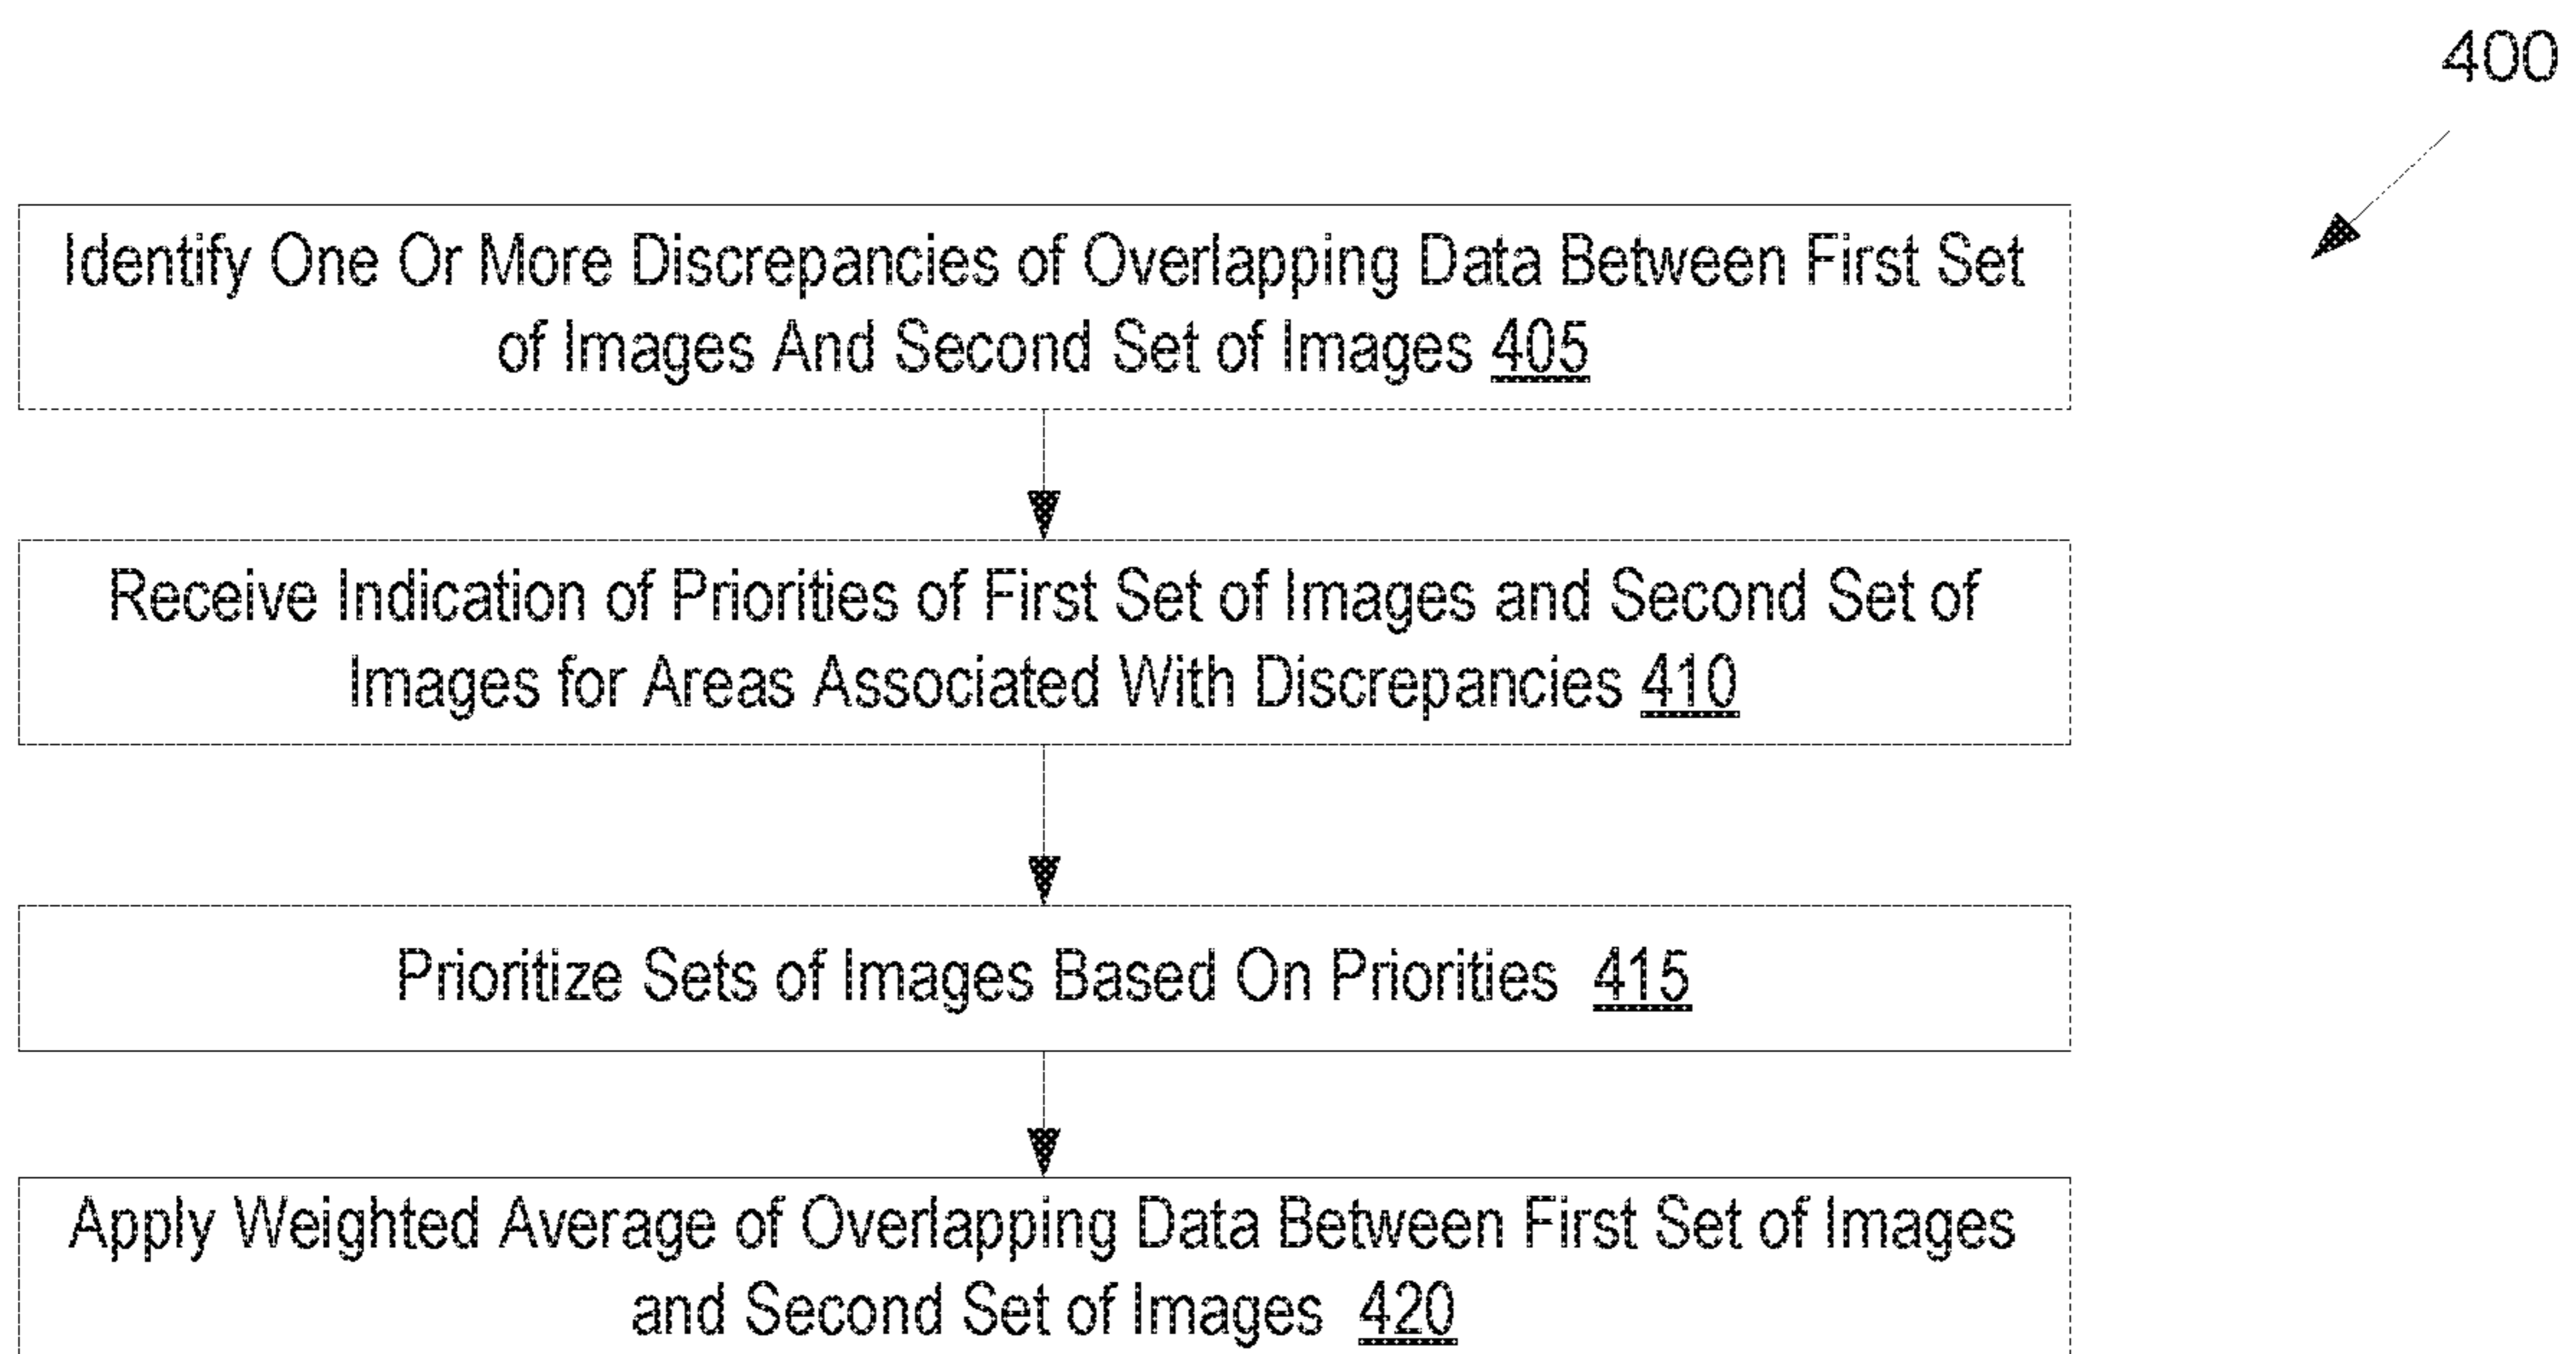 400
Identify One Or More Discrepancies of Overlapping Data Between First Set
of Images And Second Set of Images 405
Receive Indication of Priorities of First Set of Images and Second Set of
Images for Areas Associated With Discrepancies 410
Prioritize Sets of Images Based On Priorities 415
Apply Weighted Average of Overlapping Data Between First Set of Images
and Second Set of Images 420